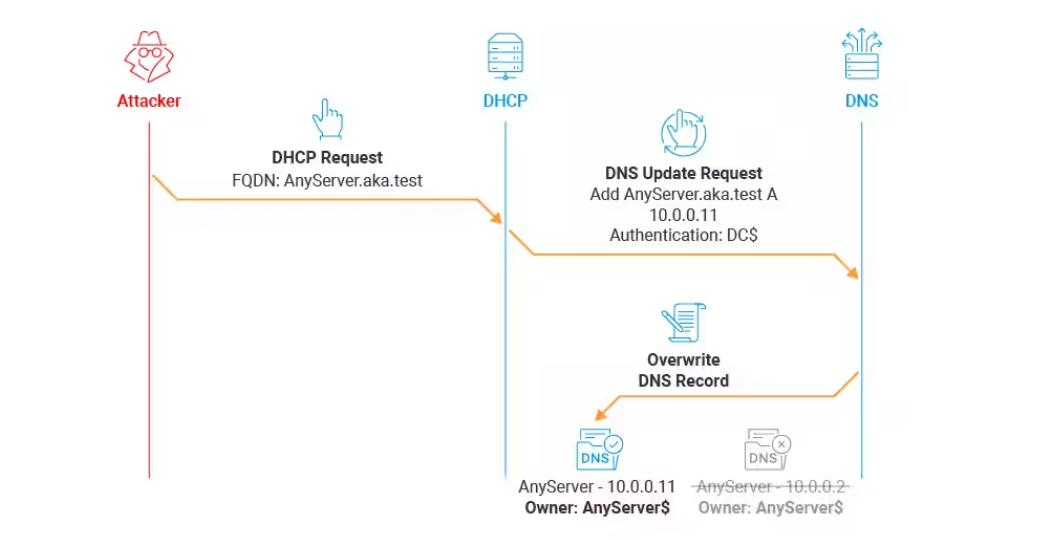 Attacker
DHCP
DNS
DHCP Request
FQDN: AnyServer.aka.test
DNS Update Request
Add AnyServer.aka.test A
10.0.0.11
Authentication: DC$
Overwrite
DNS Record
DNS
DNS
AnyServer - 10.0.0.11
Owner: AnyServer$
AnyServer - 10.0.0.2
Owner: AnyServer$